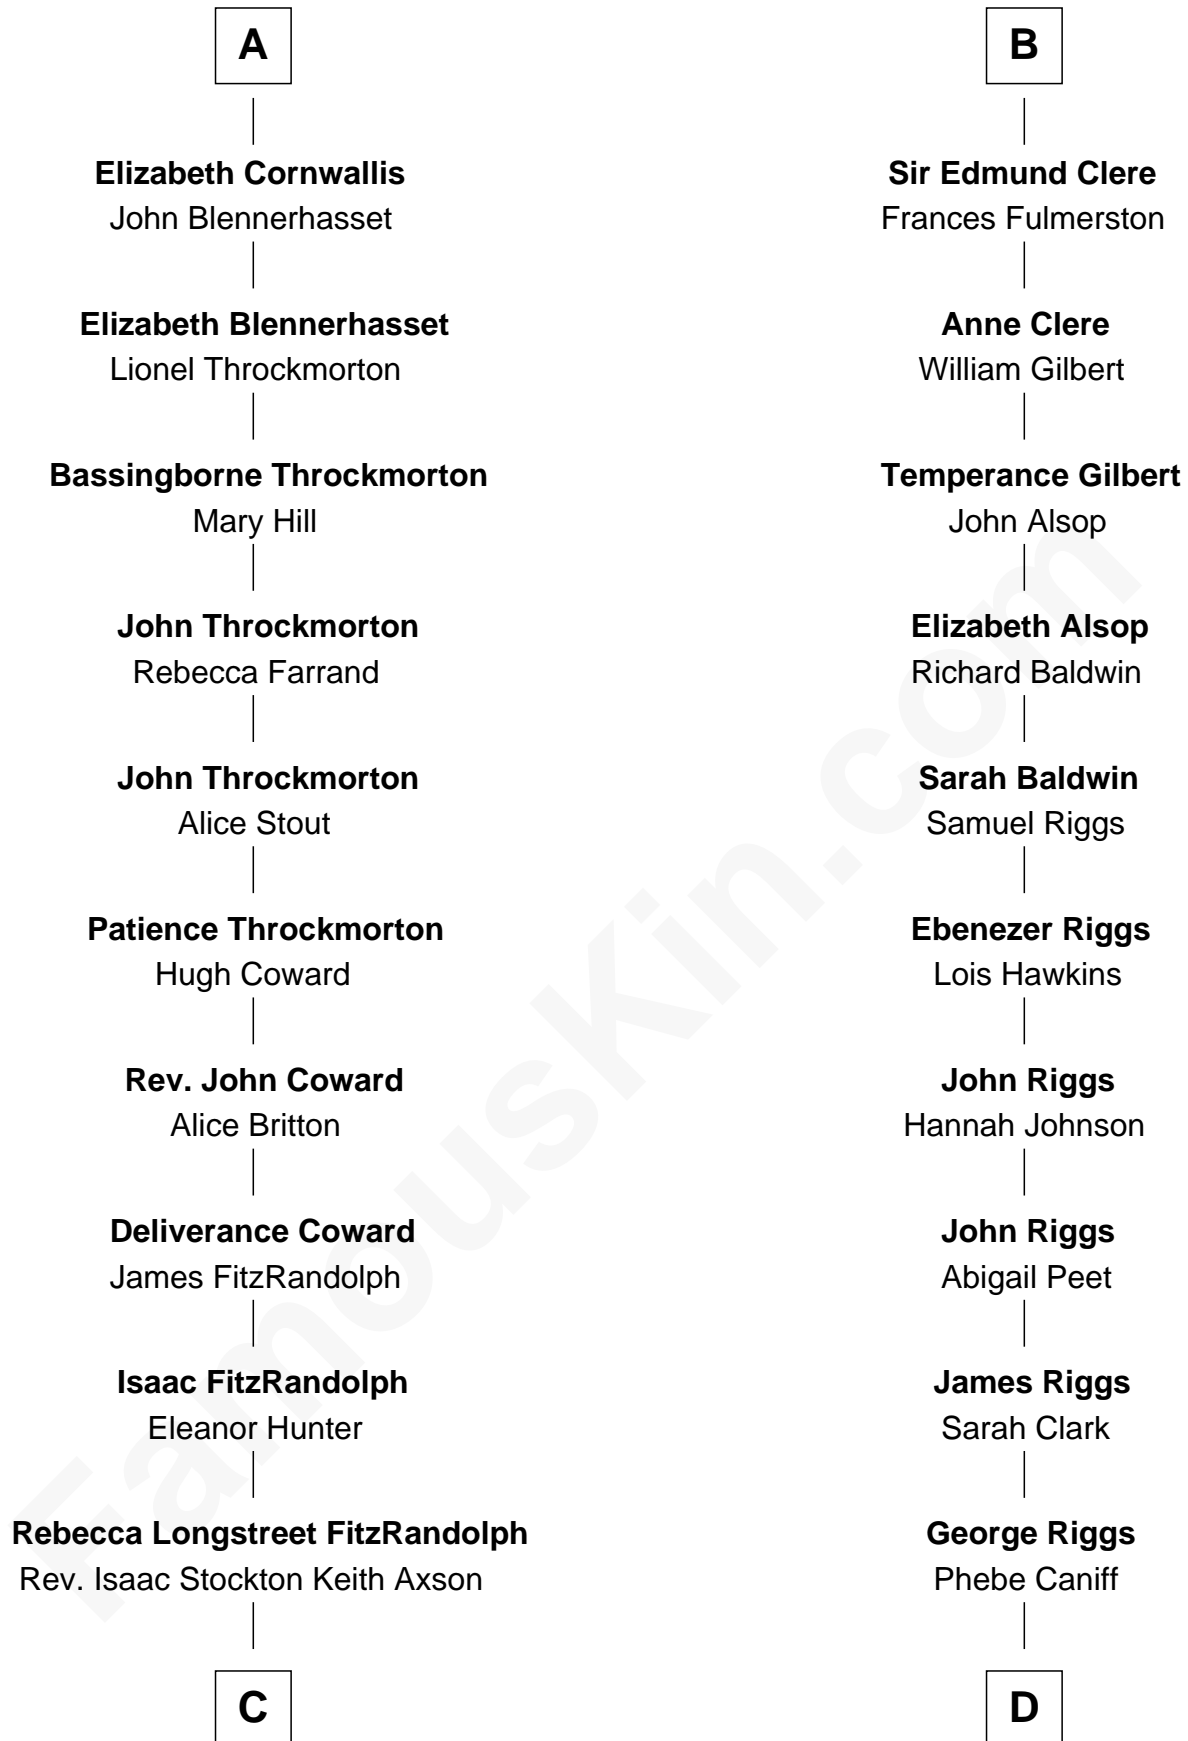 A
Elizabeth Cornwallis
John Blennerhasset
Elizabeth Blennerhasset
Lionel Throckmorton
Bassingborne Throckmorton
Mary Hill
John Throckmorton
Rebecca Farrand
John Throckmorton
Alice Stout
Patience Throckmorton
Hugh Coward
Rev. John Coward
Alice Britton
Deliverance Coward
James FitzRandolph
Isaac FitzRandolph
Eleanor Hunter
Rebecca Longstreet FitzRandolph
Rev. Isaac Stockton Keith Axson
C
B
Sir Edmund Clere
Frances Fulmerston
Anne Clere
William Gilbert
Temperance Gilbert
John Alsop
Elizabeth Alsop
Richard Baldwin
Sarah Baldwin
Samuel Riggs
Ebenezer Riggs
Lois Hawkins
John Riggs
Hannah Johnson
John Riggs
Abigail Peet
James Riggs
Sarah Clark
George Riggs
Phebe Caniff
D
FamousKin.com